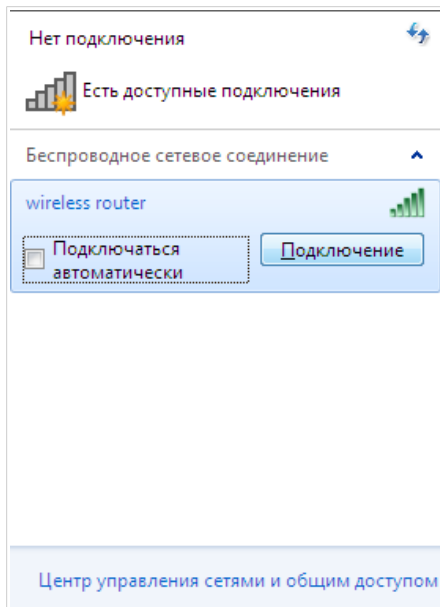 Нет подключения
Есть доступные подключения
Беспроводное сетевое соединение
wireless router
Подключаться
автоматически
Подключение
Центр управления сетями и общим доступом